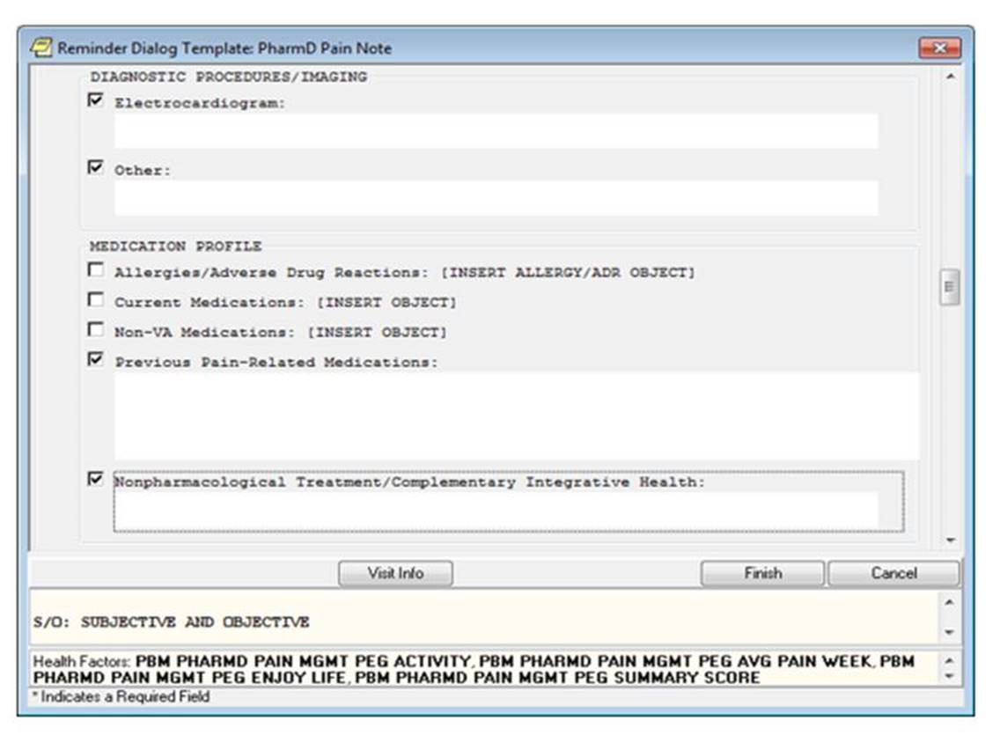 Reminder Dialog Template: PharmD Pain Note
DIAGNOSTIC PROCEDURES/IMAGING
Electrocardiogram:
Other:
MEDICATION PROFILE
Allergies/Adverse Drug Reactions: [INSERT ALLERGY/ADR OBJECT]
Current Medications: [INSERT OBJECT]
Non-VA Medications: [INSERT OBJECT]
Previous Pain-Related Medications:
Nonpharmacological Treatment/Complementary Integrative Health:
Visit Info Finish Cancel
S/O: SUBJECTIVE AND OBJECTIVE
Health Factors: PBM PHARMD PAIN MGMT PEG ACTIVITY, PBM PHARMD PAIN MGMT PEG AVG PAIN WEEK, PBM
PHARMD PAIN MGMT PEG ENJOY LIFE, PBM PHARMD PAIN MGMT PEG SUMMARY SCORE
* Indicates a Required Field